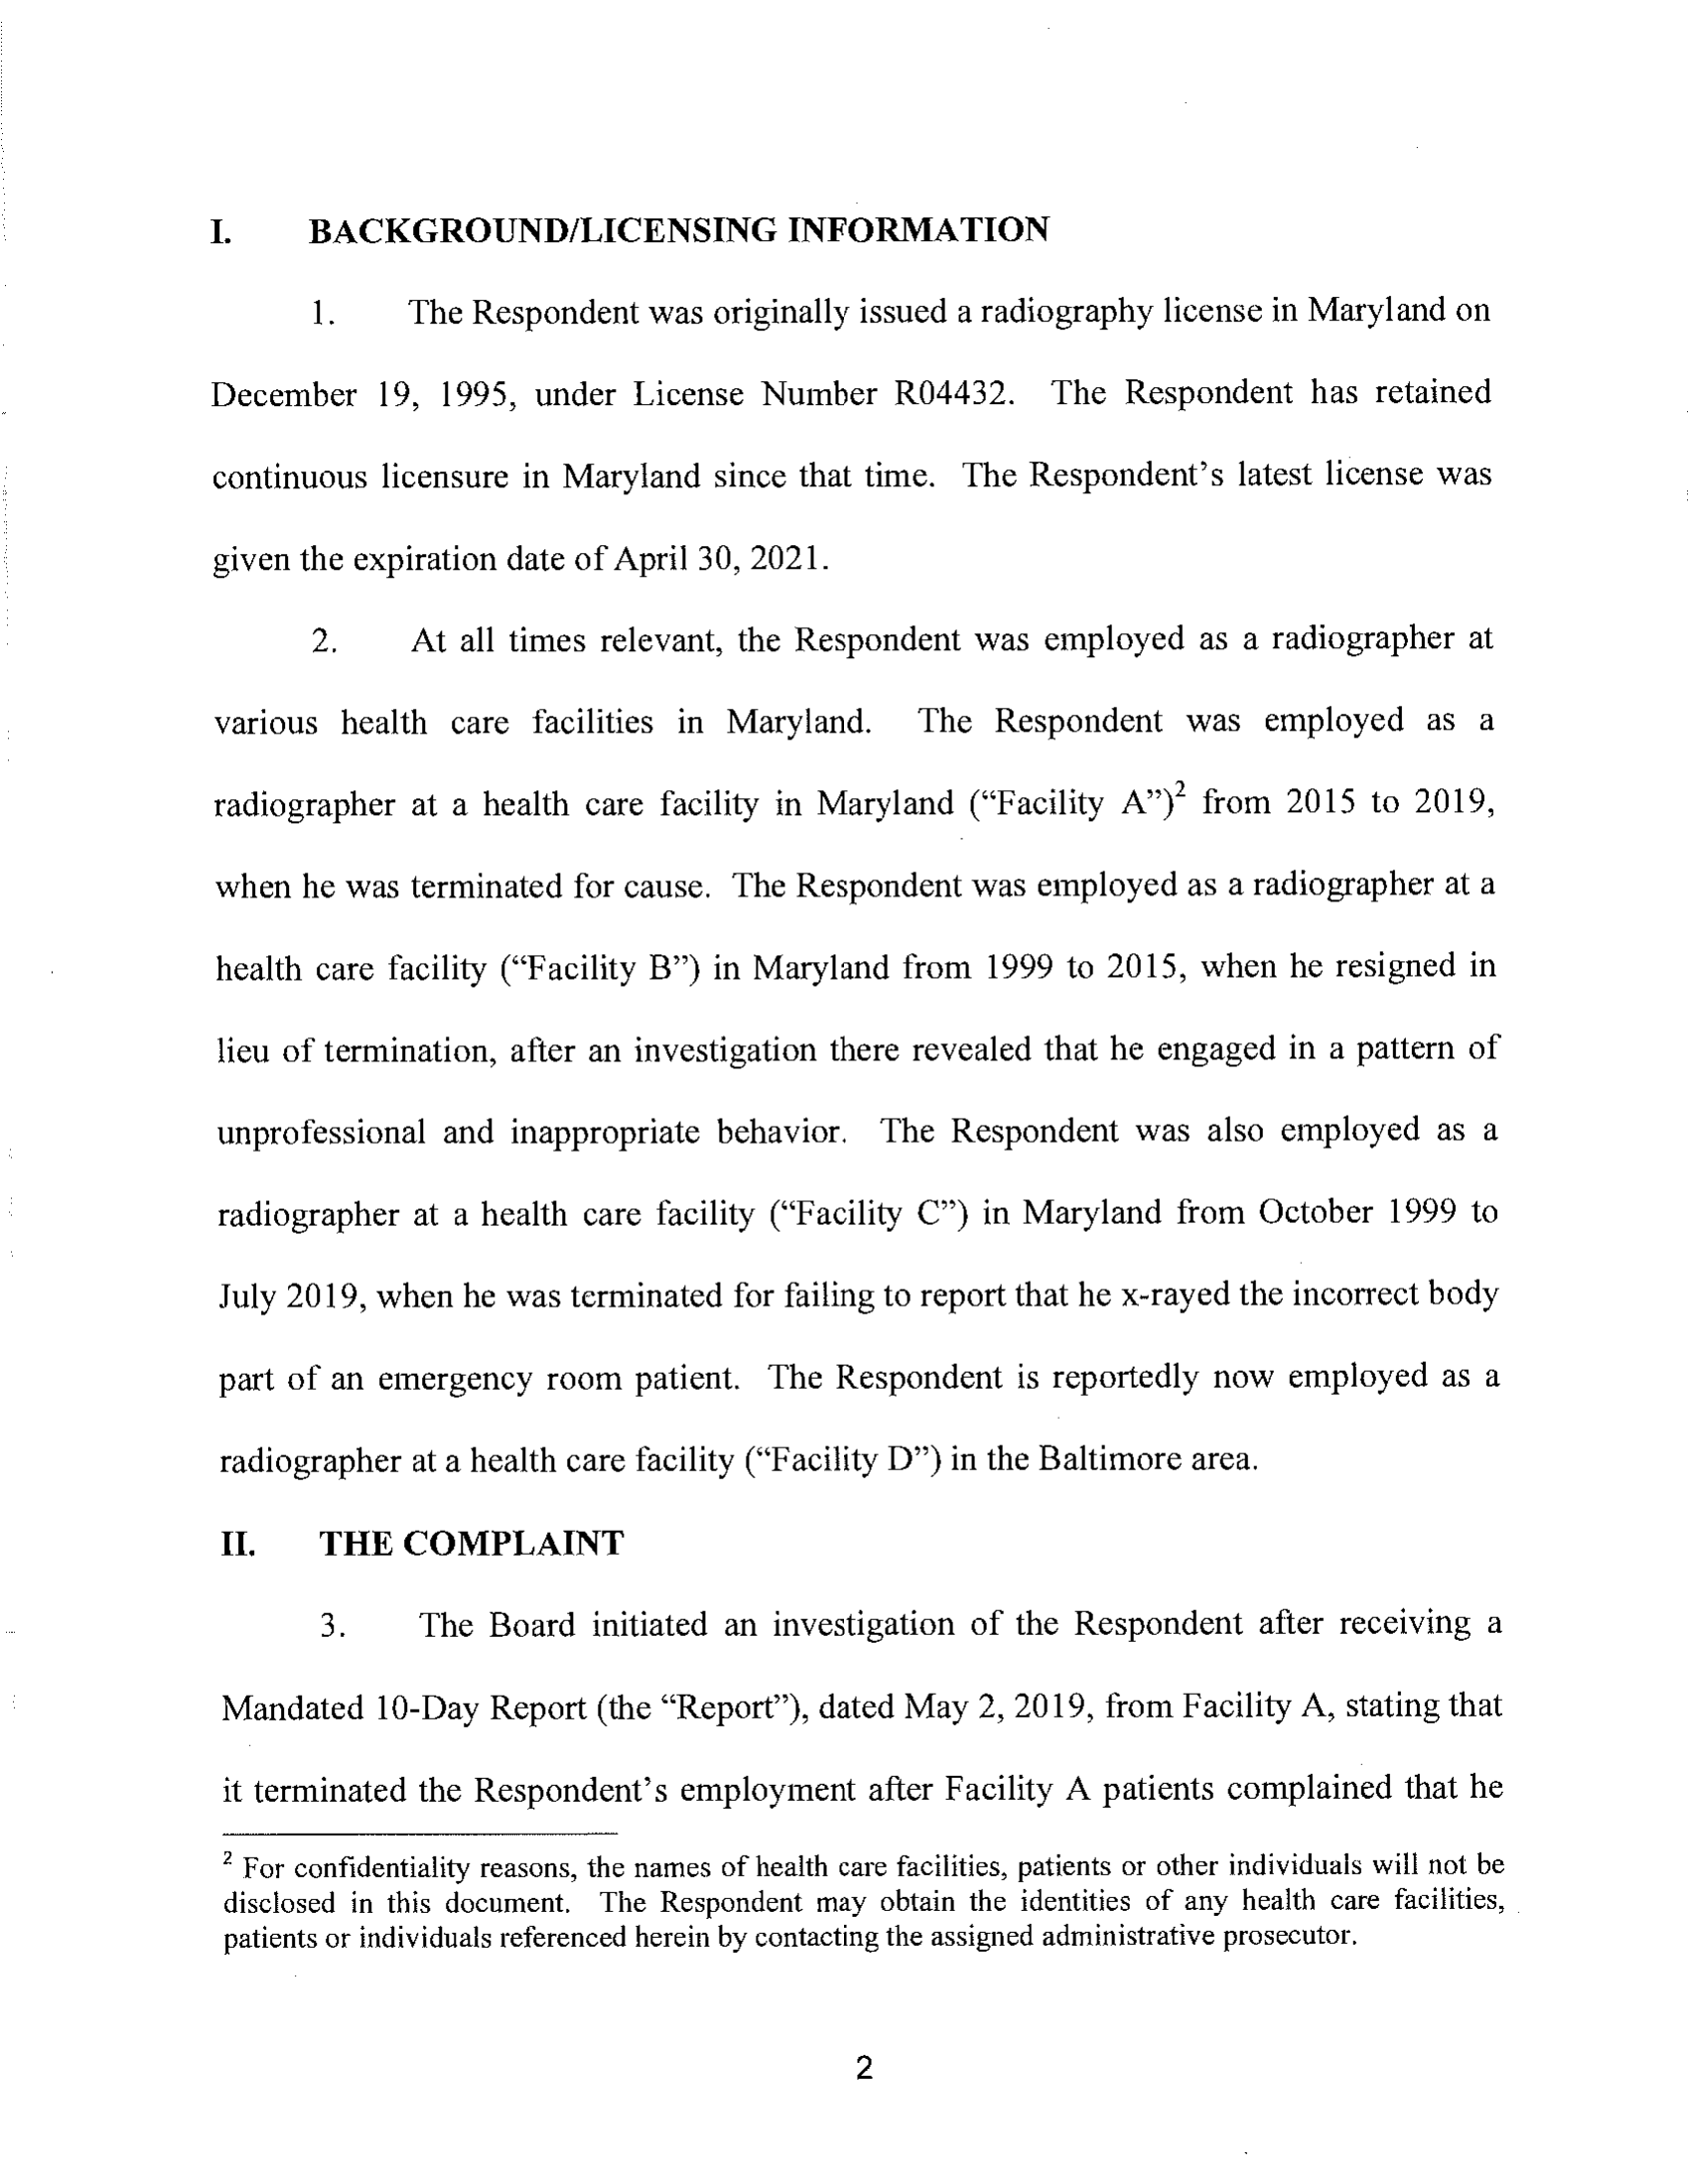 I. BACKGROUND/LICENSING INFORMATION
1. The Respondent was originally issued a radiography license in Maryland on
December 19, 1995, under License Number R04432. The Respondent has retained
continuous licensure in Maryland since that time. The Respondent's latest license was
given the expiration date of April 30, 2021.
2. At all times relevant, the Respondent was employed as a radiographer at
various health care facilities in Maryland. The Respondent was employed as a
radiographer at a health care facility in Maryland (“Facility A”)² from 2015 to 2019,
when he was terminated for cause. The Respondent was employed as a radiographer at a
health care facility (“Facility B”) in Maryland from 1999 to 2015, when he resigned in
lieu of termination, after an investigation there revealed that he engaged in a pattern of
unprofessional and inappropriate behavior. The Respondent was also employed as a
radiographer at a health care facility (“Facility C”) in Maryland from October 1999 to
July 2019, when he was terminated for failing to report that he x-rayed the incorrect body
part of an emergency room patient. The Respondent is reportedly now employed as a
radiographer at a health care facility (“Facility D”) in the Baltimore area.
II. THE COMPLAINT
3. The Board initiated an investigation of the Respondent after receiving a
Mandated 10-Day Report (the “Report”), dated May 2, 2019, from Facility A, stating that
it terminated the Respondent's employment after Facility A patients complained that he
² For confidentiality reasons, the names of health care facilities, patients or other individuals will not be
disclosed in this document. The Respondent may obtain the identities of any health care facilities,
patients or individuals referenced herein by contacting the assigned administrative prosecutor.
2